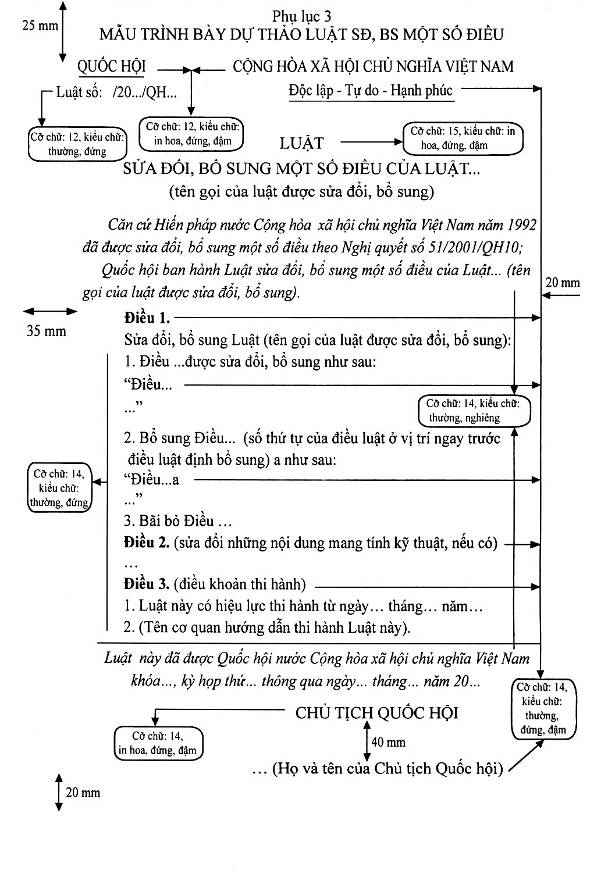 Phụ lục 3
25 mm
MẪU TRÌNH BÀY DỰ THẢO LUẬT SĐ, BS MỘT SỐ ĐIỀU
QUỐC HỘI
CỘNG HÒA XÃ HỘI CHỦ NGHĨA VIỆT NAM
Luật số: /20.../QH...
Độc lập - Tự do - Hạnh phúc
Cỡ chữ: 12, kiểu chữ:
thường, đứng
Cỡ chữ: 12, kiểu chữ:
in hoa, đứng, đậm
LUẬT
Cỡ chữ: 15, kiểu chữ: in
hoa, đứng, đậm
SỬA ĐỔI, BỔ SUNG MỘT SỐ ĐIỀU CỦA LUẬT...
(tên gọi của luật được sửa đổi, bổ sung)
Căn cứ Hiến pháp nước Cộng hòa xã hội chủ nghĩa Việt Nam năm 1992
đã được sửa đổi, bổ sung một số điều theo Nghị quyết số 51/2001/QH10;
Quốc hội ban hành Luật sửa đổi, bổ sung một số điều của Luật... (tên
gọi của luật được sửa đổi, bổ sung).
20 mm
35 mm
Điều 1.
Sửa đổi, bổ sung Luật (tên gọi của luật được sửa đổi, bổ sung):
1. Điều ...được sửa đổi, bổ sung như sau:
“Điều...
...”
Cỡ chữ: 14, kiểu chữ:
thường, nghiêng
2. Bổ sung Điều... (số thứ tự của điều luật ở vị trí ngay trước
điều luật định bổ sung) a như sau:
“Điều...a
...”
Cỡ chữ: 14,
kiểu chữ:
thường, đứng
3. Bãi bỏ Điều …
Điều 2. (sửa đổi những nội dung mang tính kỹ thuật, nếu có)
…
Điều 3. (điều khoản thi hành)
1. Luật này có hiệu lực thi hành từ ngày… tháng… năm…
2. (Tên cơ quan hướng dẫn thi hành Luật này).
Luật này đã được Quốc hội nước Cộng hòa xã hội chủ nghĩa Việt Nam
khóa..., kỳ họp thứ... thông qua ngày... tháng... năm 20...
Cỡ chữ: 14,
kiểu chữ:
thường,
đứng, đậm
CHỦ TỊCH QUỐC HỘI
Cỡ chữ: 14,
in hoa, đứng, đậm
40 mm
… (Họ và tên của Chủ tịch Quốc hội)
20 mm